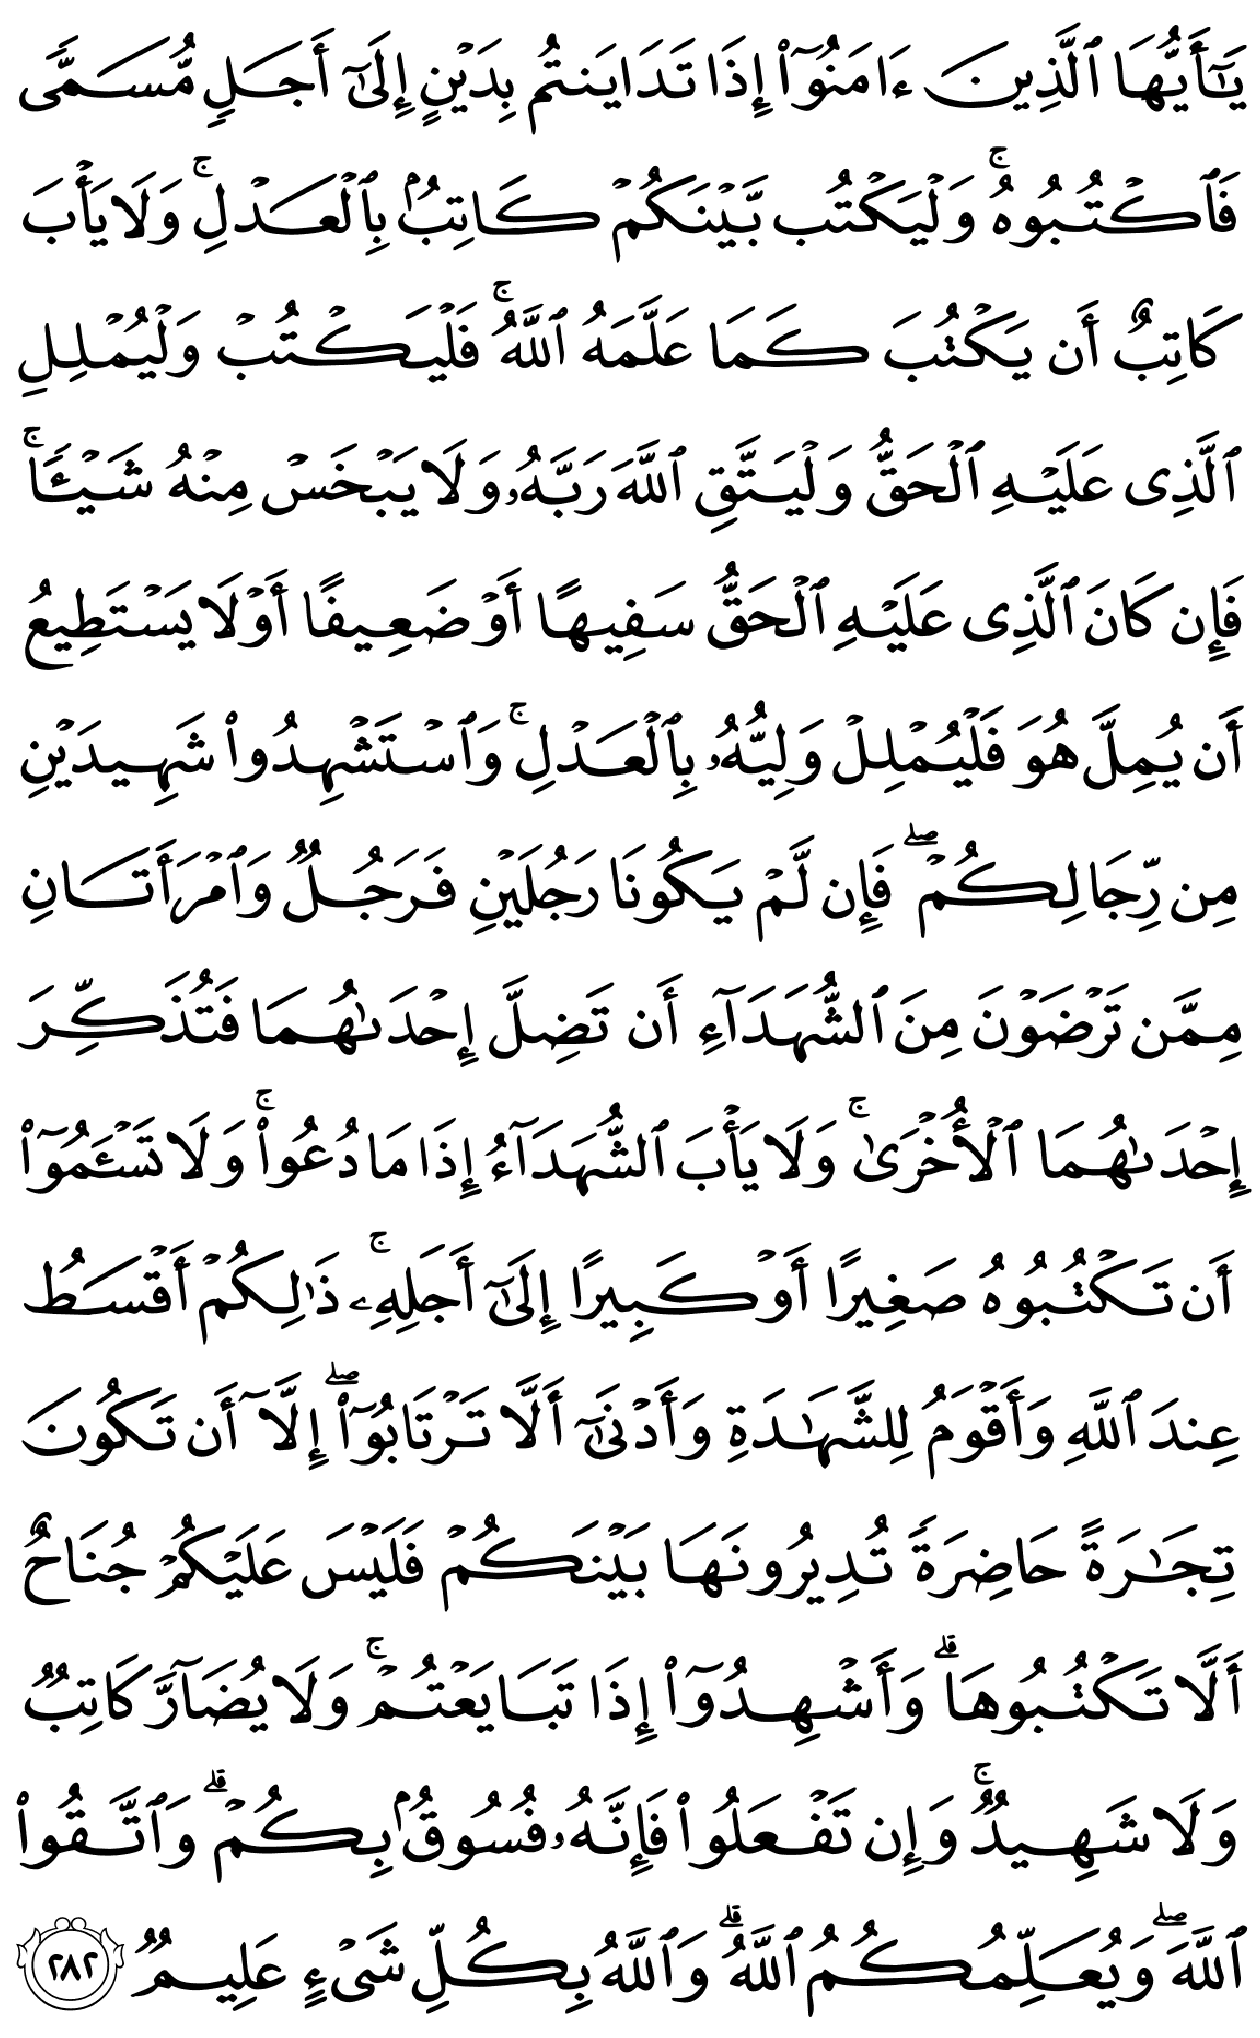 يَٰٓأَيُّهَا ٱلَّذِينَ ءَامَنُوٓا۟ إِذَا تَدَايَنتُم بِدَيْنٍ إِلَىٰٓ أَجَلٍ مُّسَمًّى
فَٱكْتُبُوهُ ۚ وَلْيَكْتُب بَّيْنَكُمْ كَاتِبٌۢ بِٱلْعَدْلِ ۚ وَلَا يَأْبَ
كَاتِبٌ أَن يَكْتُبَ كَمَا عَلَّمَهُ ٱللَّهُ ۚ فَلْيَكْتُبْ وَلْيُمْلِلِ
ٱلَّذِى عَلَيْهِ ٱلْحَقُّ وَلْيَتَّقِ ٱللَّهَ رَبَّهُۥ وَلَا يَبْخَسْ مِنْهُ شَيْـًٔا ۚ
فَإِن كَانَ ٱلَّذِى عَلَيْهِ ٱلْحَقُّ سَفِيهًا أَوْ ضَعِيفًا أَوْ لَا يَسْتَطِيعُ
أَن يُمِلَّ هُوَ فَلْيُمْلِلْ وَلِيُّهُۥ بِٱلْعَدْلِ ۚ وَٱسْتَشْهِدُوا۟ شَهِيدَيْنِ
مِن رِّجَالِكُمْ ۖ فَإِن لَّمْ يَكُونَا رَجُلَيْنِ فَرَجُلٌ وَٱمْرَأَتَانِ
مِمَّن تَرْضَوْنَ مِنَ ٱلشُّهَدَآءِ أَن تَضِلَّ إِحْدَىٰهُمَا فَتُذَكِّرَ
إِحْدَىٰهُمَا ٱلْأُخْرَىٰ ۚ وَلَا يَأْبَ ٱلشُّهَدَآءُ إِذَا مَا دُعُوا۟ ۚ وَلَا تَسْـَٔمُوٓا۟
أَن تَكْتُبُوهُ صَغِيرًا أَوْ كَبِيرًا إِلَىٰٓ أَجَلِهِۦ ۚ ذَٰلِكُمْ أَقْسَطُ
عِندَ ٱللَّهِ وَأَقْوَمُ لِلشَّهَٰدَةِ وَأَدْنَىٰٓ أَلَّا تَرْتَابُوٓا۟ ۖ إِلَّآ أَن تَكُونَ
تِجَٰرَةً حَاضِرَةً تُدِيرُونَهَا بَيْنَكُمْ فَلَيْسَ عَلَيْكُمْ جُنَاحٌ
أَلَّا تَكْتُبُوهَا ۗ وَأَشْهِدُوٓا۟ إِذَا تَبَايَعْتُمْ ۚ وَلَا يُضَآرَّ كَاتِبٌ
وَلَا شَهِيدٌ ۚ وَإِن تَفْعَلُوا۟ فَإِنَّهُۥ فُسُوقٌۢ بِكُمْ ۗ وَٱتَّقُوا۟
ٱللَّهَ ۖ وَيُعَلِّمُكُمُ ٱللَّهُ ۗ وَٱللَّهُ بِكُلِّ شَىْءٍ عَلِيمٌ ٢٨٢